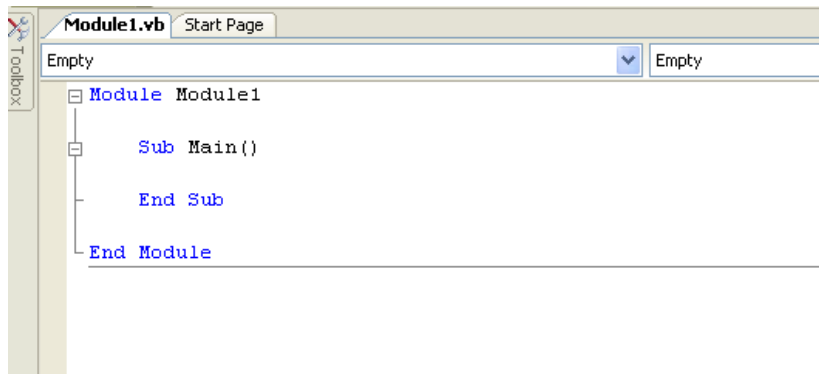 Module1.vb Start Page
Toolbox
Empty Empty
Module Module1
Sub Main()
End Sub
End Module